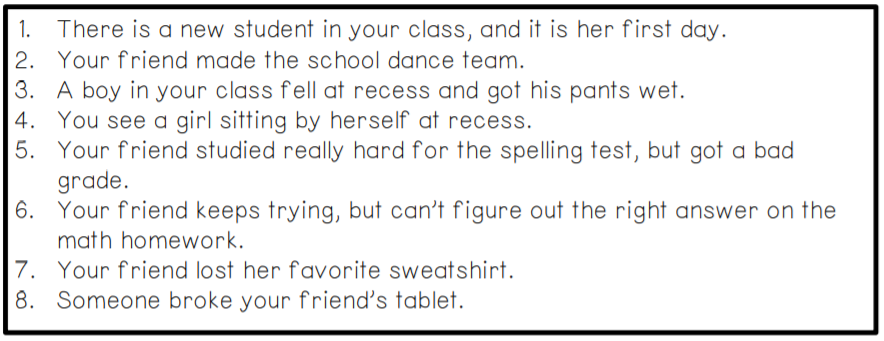 1. There is a new student in your class, and it is her first day.
2. Your friend made the school dance team.
3. A boy in your class fell at recess and got his pants wet.
4. You see a girl sitting by herself at recess.
5. Your friend studied really hard for the spelling test, but got a bad
grade.
6. Your friend keeps trying, but can't figure out the right answer on the
math homework.
7. Your friend lost her favorite sweatshirt.
8. Someone broke your friend's tablet.